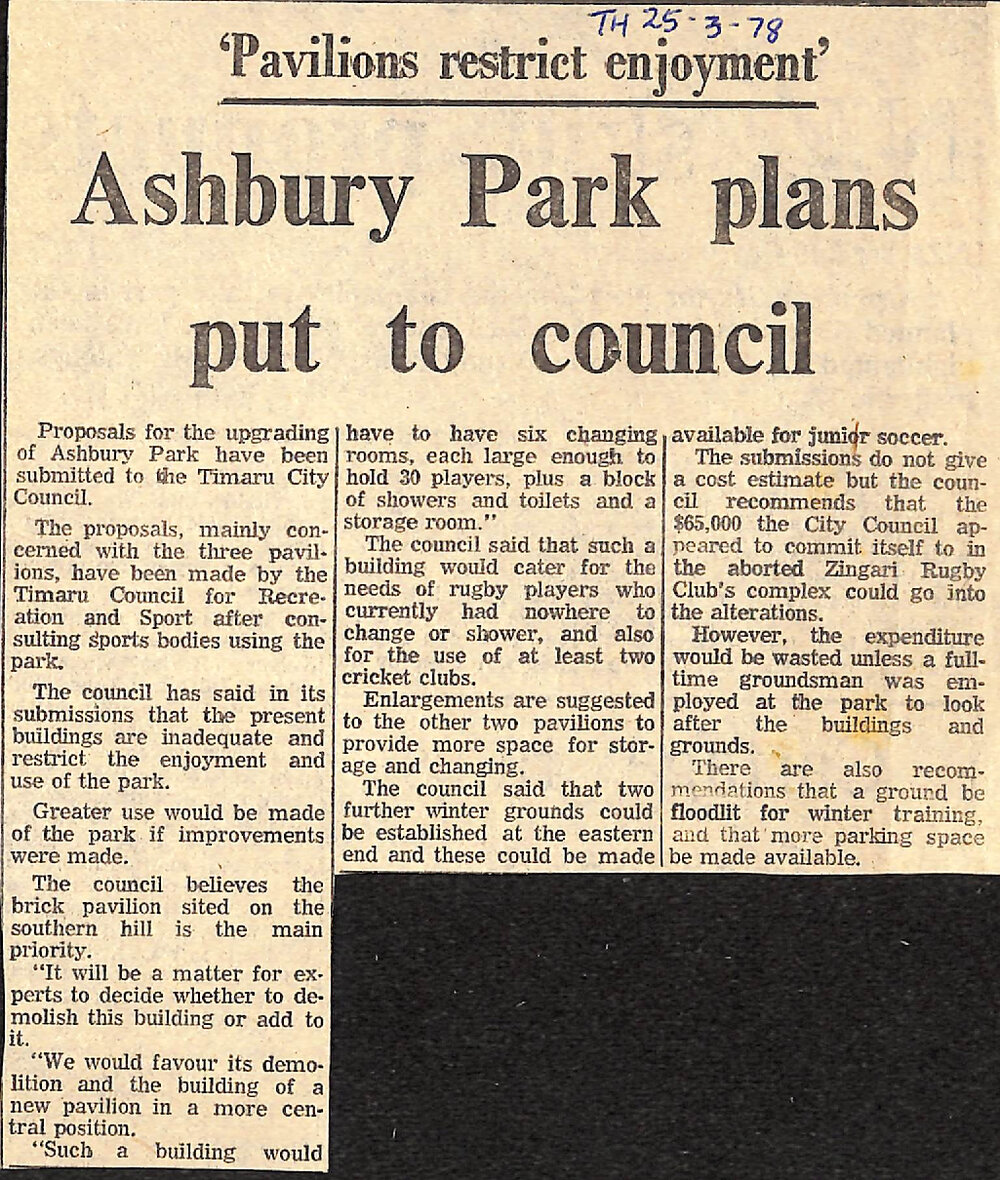 TH 25-3-78
'Pavilions restrict enjoyment'
Ashbury Park plans
put to council
Proposals for the upgrading
of Ashbury Park have been
submitted to the Timaru City
Council.
The proposals, mainly con-
cerned with the three pavil-
ions, have been made by the
Timaru Council for Recre-
ation and Sport after con-
sulting sports bodies using the
park.
The council has said in its
submissions that the present
buildings are inadequate and
restrict the enjoyment and
use of the park.
Greater use would be made
of the park if improvements
were made.
The council believes the
brick pavilion sited on the
southern hill is the main
priority.
"It will be a matter for ex-
perts to decide whether to de-
molish this building or add to
it.
"We would favour its demo-
lition and the building of a
new pavilion in a more cen-
tral position.
"Such a building would
have to have six changing
rooms, each large enough to
hold 30 players, plus a block
of showers and toilets and a
storage room."
The council said that such a
building would cater for the
needs of rugby players who
currently had nowhere to
change or shower, and also
for the use of at least two
cricket clubs.
Enlargements are suggested
to the other two pavilions to
provide more space for stor-
age and changing.
The council said that two
further winter grounds could
be established at the eastern
end and these could be made
available for junior soccer.
The submissions do not give
a cost estimate but the coun-
cil recommends that the
$65,000 the City Council ap-
peared to commit itself to in
the aborted Zingari Rugby
Club's complex could go into
the alterations.
However, the expenditure
would be wasted unless a full-
time groundsman was em-
ployed at the park to look
after the buildings and
grounds.
There are also recom-
mendations that a ground be
floodlit for winter training,
and that more parking space
be made available.